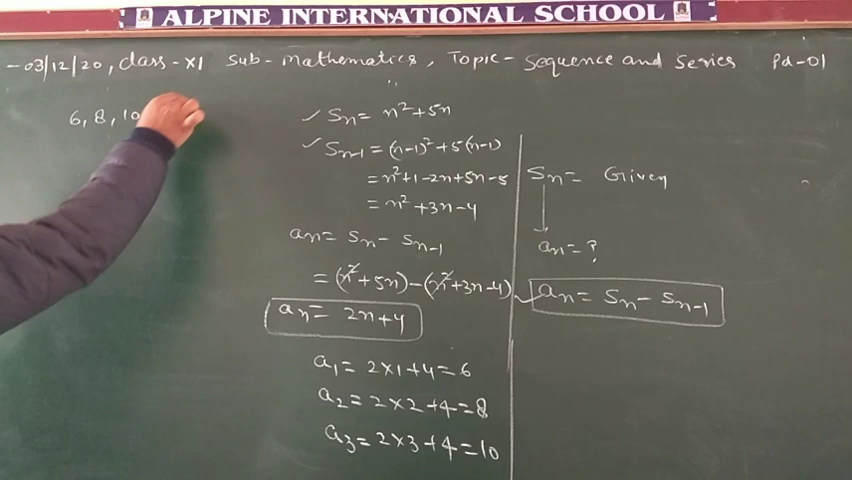 ALPINE INTERNATIONAL SCHOOL
-03/12/20, Class-XI Sub-Mathematics, Topic-Sequence and Series Pd-01
6, 8, 10
✓ Sn = n²+5n
✓ Sn-1 = (n-1)²+5(n-1)
= n²+1-2n+5n-5
= n²+3n-4
an = Sn - Sn-1
= (n²+5n)-(n²+3n-4)
an = 2n+4
a1 = 2×1+4=6
a2 = 2×2+4=8
a3 = 2×3+4=10
Sn = Given
an = ?
an = Sn - Sn-1